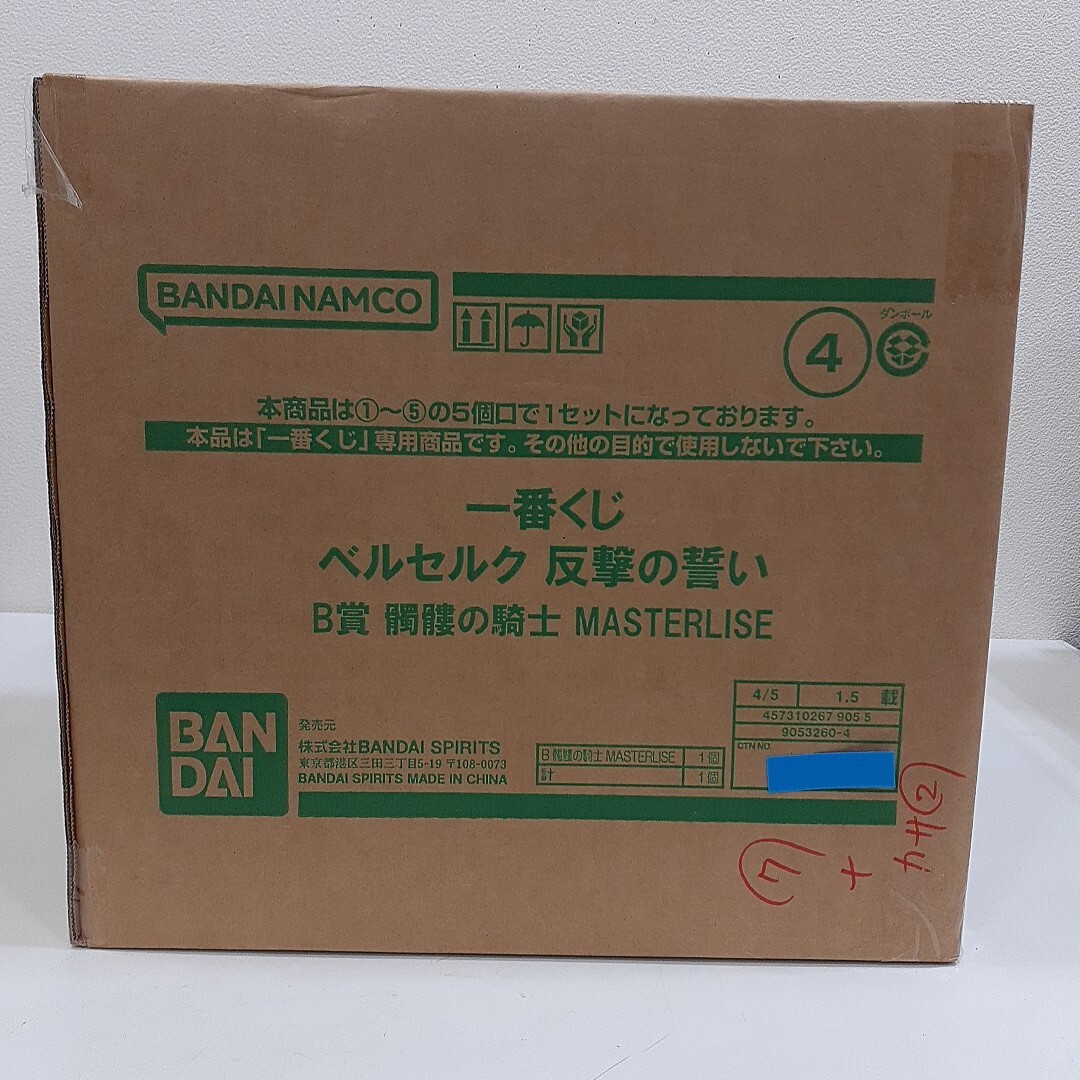 BANDAI NAMCO
ダンボール
4
本商品は①～⑤の5個口で1セットになっております。
本品は「一番くじ」専用商品です。その他の目的で使用しないで下さい。
一番くじ
ベルセルク 反撃の誓い
B賞 髑髏の騎士 MASTERLISE
BAN
DAI
発売元
株式会社BANDAI SPIRITS
東京都港区三田三丁目5-19 〒108-0073
BANDAI SPIRITS MADE IN CHINA
B 髑髏の騎士 MASTERLISE 1個
計 1個
4/5 1.5 載
457310267 905 5
9053260-4
CTN NO.
⑦
+
カサ②